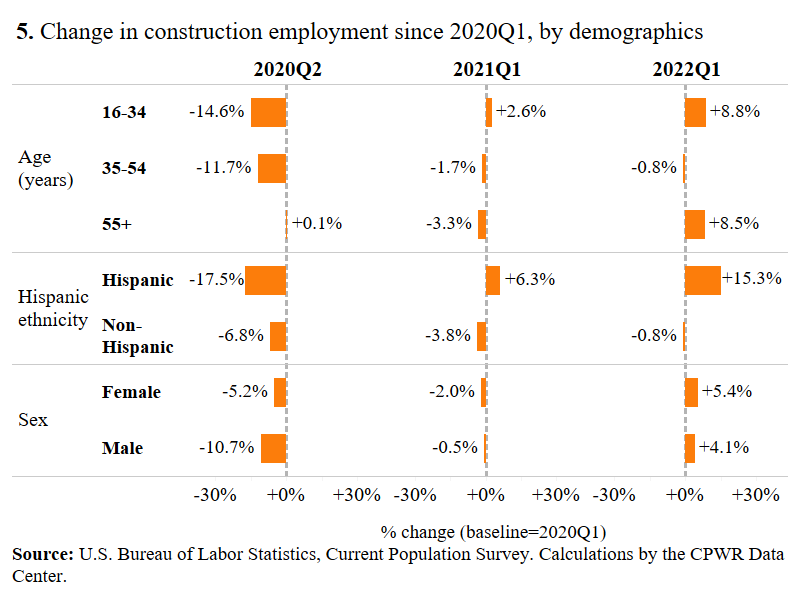 5. Change in construction employment since 2020Q1, by demographics
2020Q2 2021Q1 2022Q1
16-34 -14.6% +2.6% +8.8%
Age
(years)
35-54 -11.7% -1.7% -0.8%
55+ +0.1% -3.3% +8.5%
Hispanic -17.5% +6.3% +15.3%
Hispanic
ethnicity
Non-
Hispanic
-6.8% -3.8% -0.8%
Female -5.2% -2.0% +5.4%
Sex
Male -10.7% -0.5% +4.1%
-30% +0% +30% -30% +0% +30% -30% +0% +30%
% change (baseline=2020Q1)
Source: U.S. Bureau of Labor Statistics, Current Population Survey. Calculations by the CPWR Data
Center.